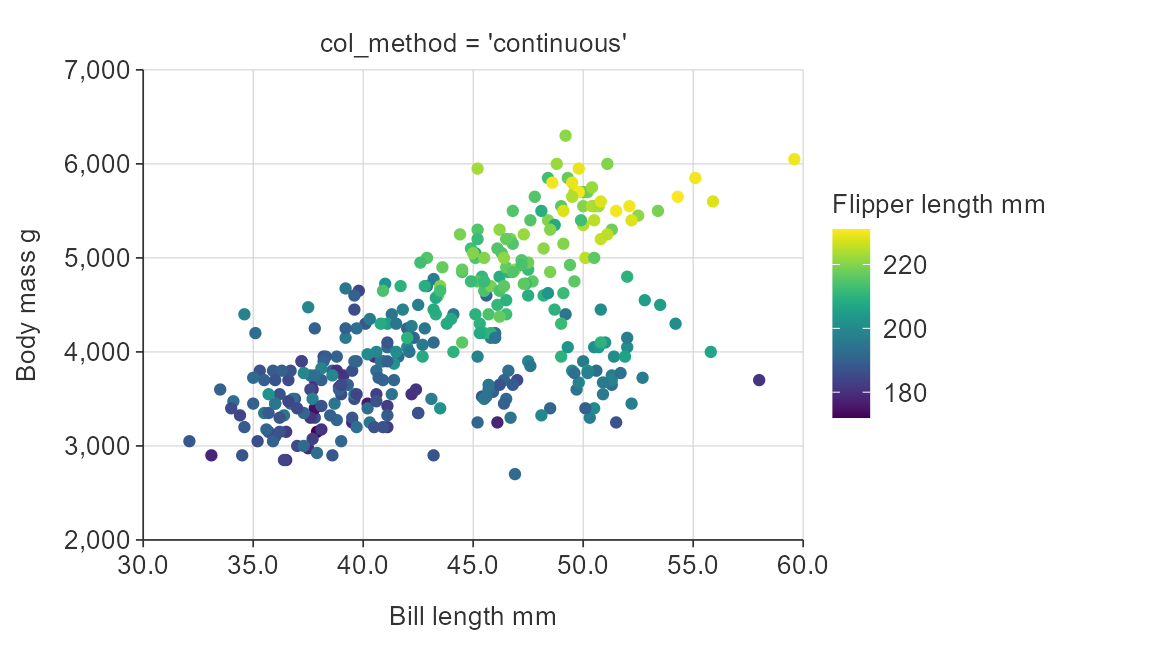 col_method = 'continuous'
7,000
6,000
5,000
4,000
3,000
2,000
Body mass g
30.0 35.0 40.0 45.0 50.0 55.0 60.0
Bill length mm
Flipper length mm
220
200
180